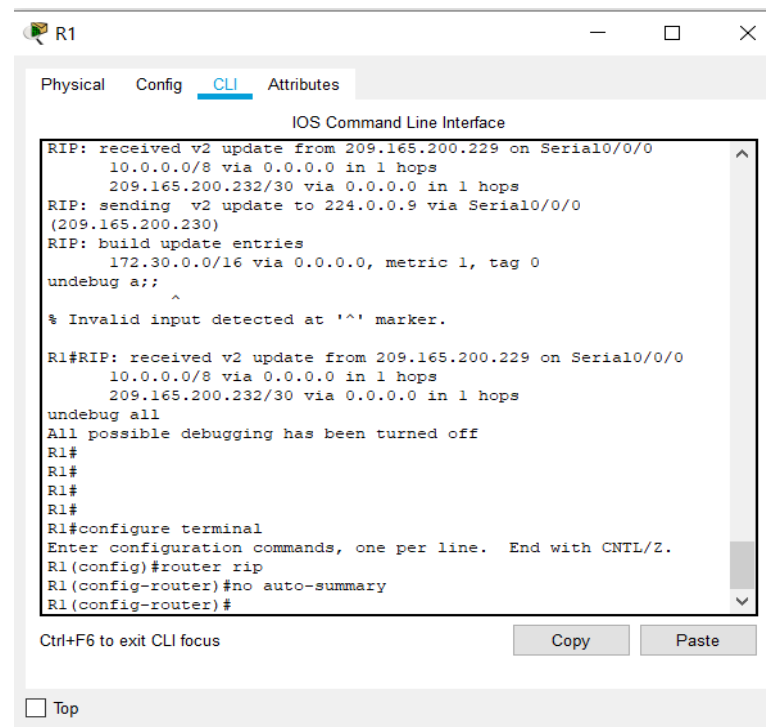 R1
Physical Config CLI Attributes
IOS Command Line Interface
RIP: received v2 update from 209.165.200.229 on Serial0/0/0
10.0.0.0/8 via 0.0.0.0 in 1 hops
209.165.200.232/30 via 0.0.0.0 in 1 hops
RIP: sending  v2 update to 224.0.0.9 via Serial0/0/0
(209.165.200.230)
RIP: build update entries
172.30.0.0/16 via 0.0.0.0, metric 1, tag 0
undebug a;;
^
% Invalid input detected at '^' marker.
R1#RIP: received v2 update from 209.165.200.229 on Serial0/0/0
10.0.0.0/8 via 0.0.0.0 in 1 hops
209.165.200.232/30 via 0.0.0.0 in 1 hops
undebug all
All possible debugging has been turned off
R1#
R1#
R1#
R1#
R1#configure terminal
Enter configuration commands, one per line.  End with CNTL/Z.
R1(config)#router rip
R1(config-router)#no auto-summary
R1(config-router)#
Ctrl+F6 to exit CLI focus Copy Paste
Top